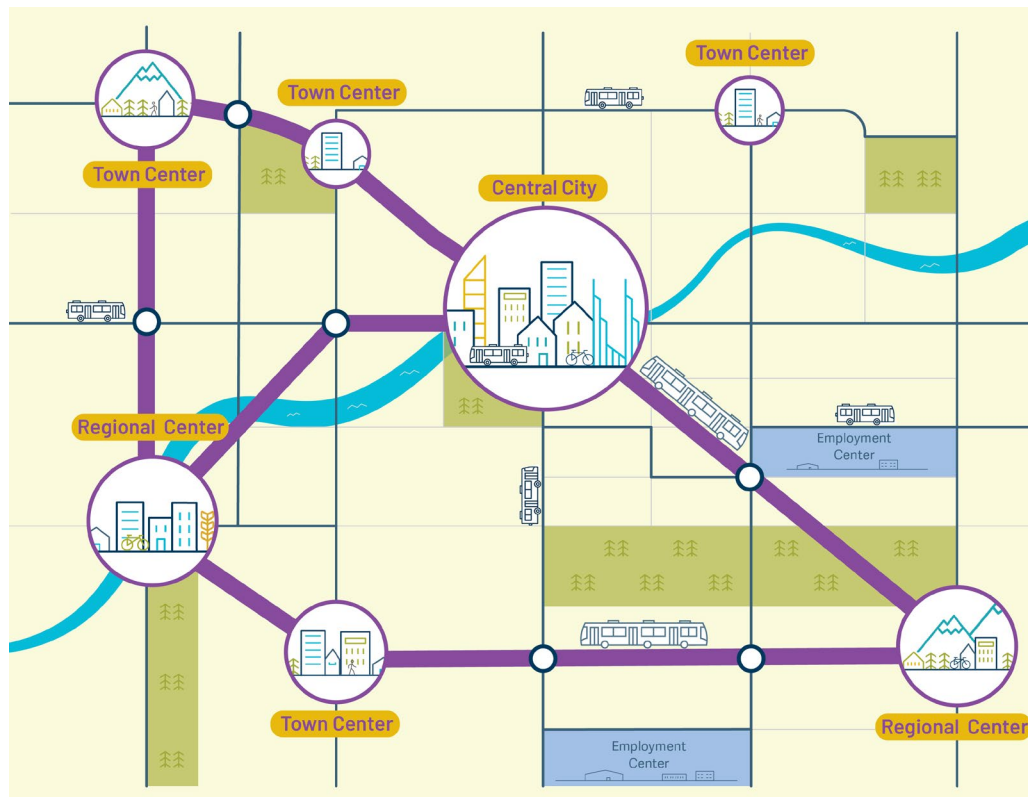 Town Center
Town Center
Town Center
Central City
Regional Center
Employment
Center
Town Center
Regional Center
Employment
Center